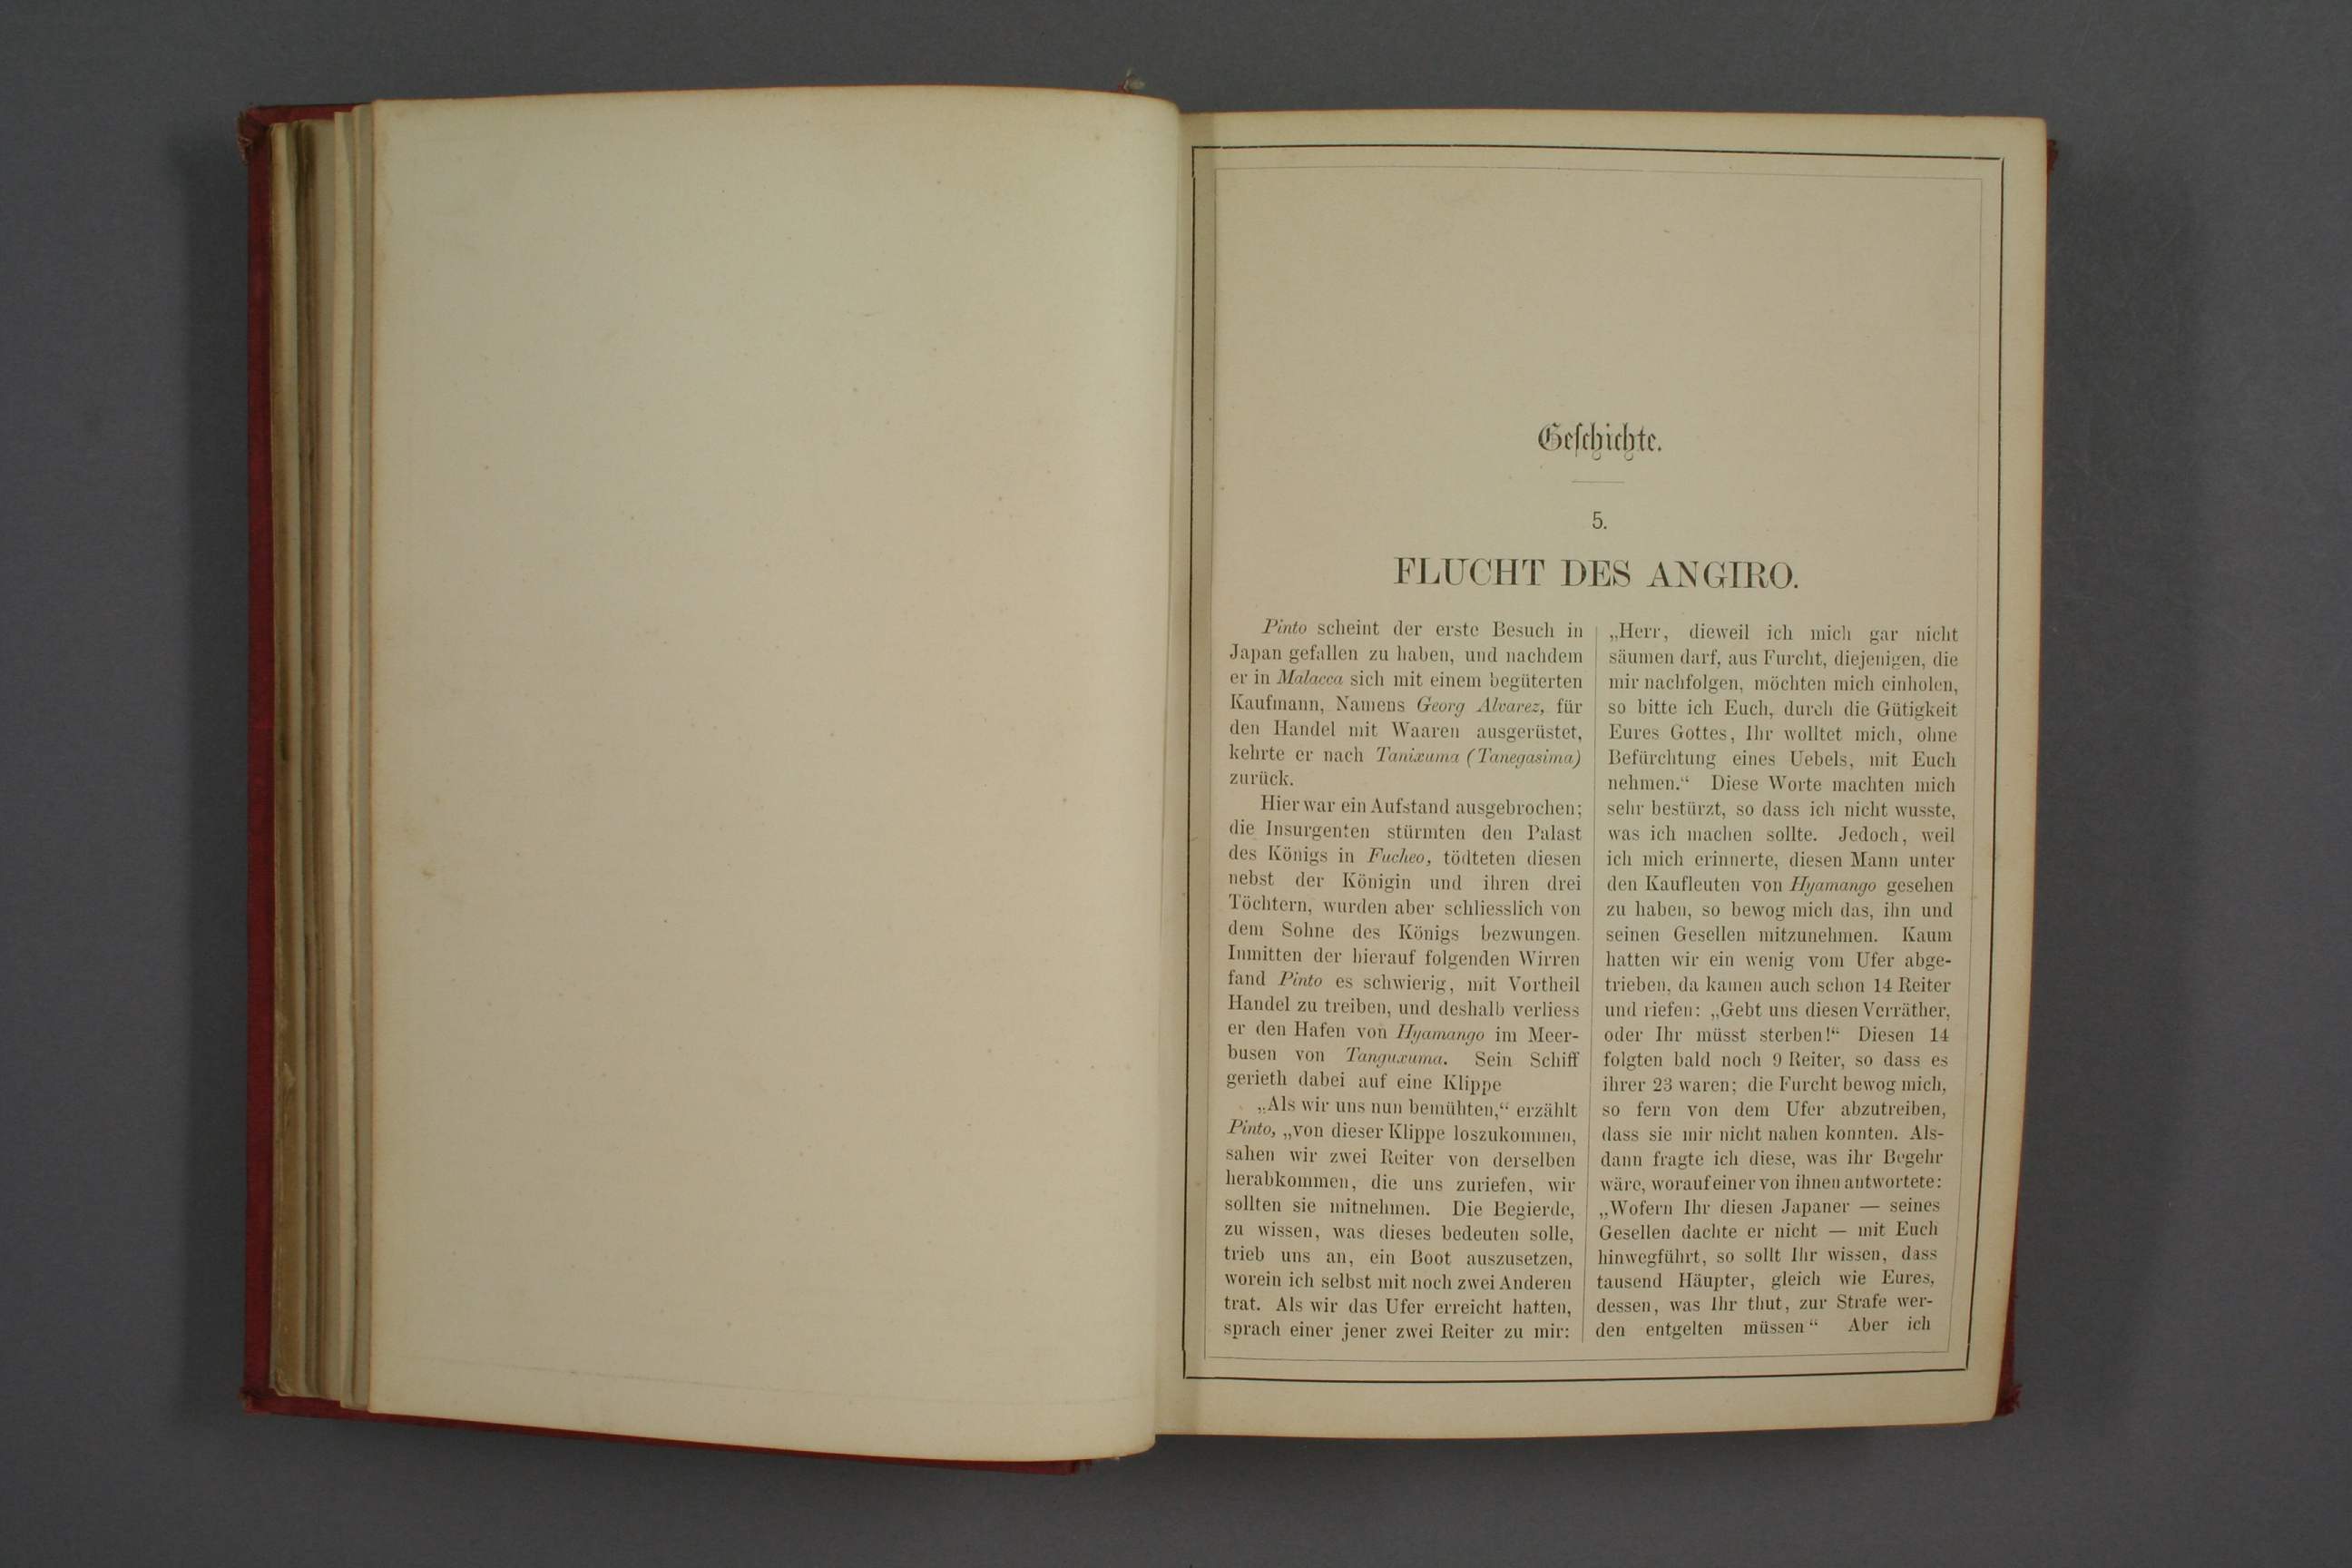 Geschichte.
5.
FLUCHT DES ANGIRO.
Pinto scheint der erste Besuch in
Japan gefallen zu haben, und nachdem
er in Malacca sich mit einem begüterten
Kaufmann, Namens Georg Alvarez, für
den Handel mit Waaren ausgerüstet,
kehrte er nach Tanixuma (Tanegasima)
zurück.
Hier war ein Aufstand ausgebrochen;
die Insurgenten stürmten den Palast
des Königs in Fucheo, tödteten diesen
nebst der Königin und ihren drei
Töchtern, wurden aber schliesslich von
dem Sohne des Königs bezwungen.
Inmitten der hierauf folgenden Wirren
fand Pinto es schwierig, mit Vortheil
Handel zu treiben, und deshalb verliess
er den Hafen von Hyamango im Meer-
busen von Tanguxuma. Sein Schiff
gerieth dabei auf eine Klippe
„Als wir uns nun bemühten,“ erzählt
Pinto, „von dieser Klippe loszukommen,
sahen wir zwei Reiter von derselben
herabkommen, die uns zuriefen, wir
sollten sie mitnehmen. Die Begierde,
zu wissen, was dieses bedeuten solle,
trieb uns an, ein Boot auszusetzen,
worein ich selbst mit noch zwei Anderen
trat. Als wir das Ufer erreicht hatten,
sprach einer jener zwei Reiter zu mir:
„Herr, dieweil ich mich gar nicht
säumen darf, aus Furcht, diejenigen, die
mir nachfolgen, möchten mich einholen,
so bitte ich Euch, durch die Gütigkeit
Eures Gottes, Ihr wolltet mich, ohne
Befürchtung eines Uebels, mit Euch
nehmen.“ Diese Worte machten mich
sehr bestürzt, so dass ich nicht wusste,
was ich machen sollte. Jedoch, weil
ich mich erinnerte, diesen Mann unter
den Kaufleuten von Hyamango gesehen
zu haben, so bewog mich das, ihn und
seinen Gesellen mitzunehmen. Kaum
hatten wir ein wenig vom Ufer abge-
trieben, da kamen auch schon 14 Reiter
und riefen: „Gebt uns diesen Verräther,
oder Ihr müsst sterben!“ Diesen 14
folgten bald noch 9 Reiter, so dass es
ihrer 23 waren; die Furcht bewog mich,
so fern von dem Ufer abzutreiben,
dass sie mir nicht nahen konnten. Als-
dann fragte ich diese, was ihr Begehr
wäre, worauf einer von ihnen antwortete:
„Wofern Ihr diesen Japaner — seines
Gesellen dachte er nicht — mit Euch
hinwegführt, so sollt Ihr wissen, dass
tausend Häupter, gleich wie Eures,
dessen, was Ihr thut, zur Strafe wer-
den entgelten müssen“ Aber ich